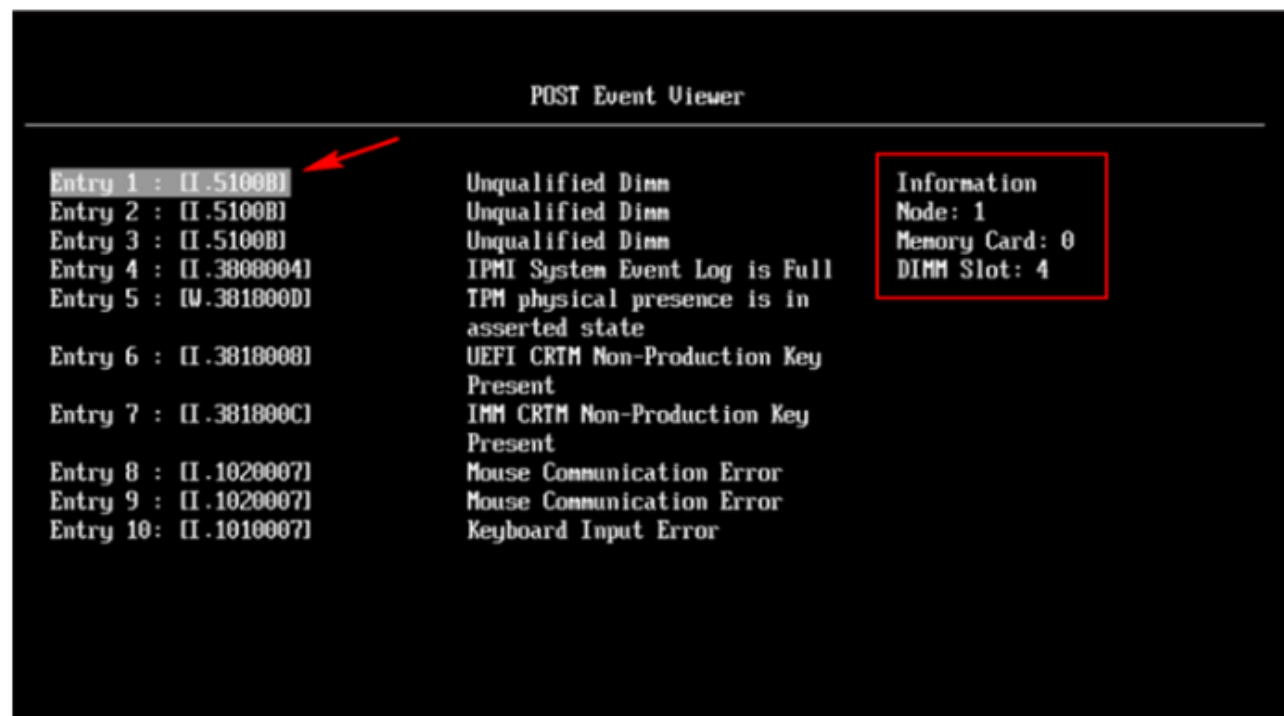 POST Event Viewer
Entry 1 : [I.5100B] Unqualified Dimm Information
Entry 2 : [I.5100B] Unqualified Dimm Node: 1
Entry 3 : [I.5100B] Unqualified Dimm Memory Card: 0
Entry 4 : [I.3808004] IPMI System Event Log is Full DIMM Slot: 4
Entry 5 : [W.381800D] TPM physical presence is in
asserted state
Entry 6 : [I.3818008] UEFI CRTM Non-Production Key
Present
Entry 7 : [I.381800C] IMM CRTM Non-Production Key
Present
Entry 8 : [I.1020007] Mouse Communication Error
Entry 9 : [I.1020007] Mouse Communication Error
Entry 10: [I.1010007] Keyboard Input Error